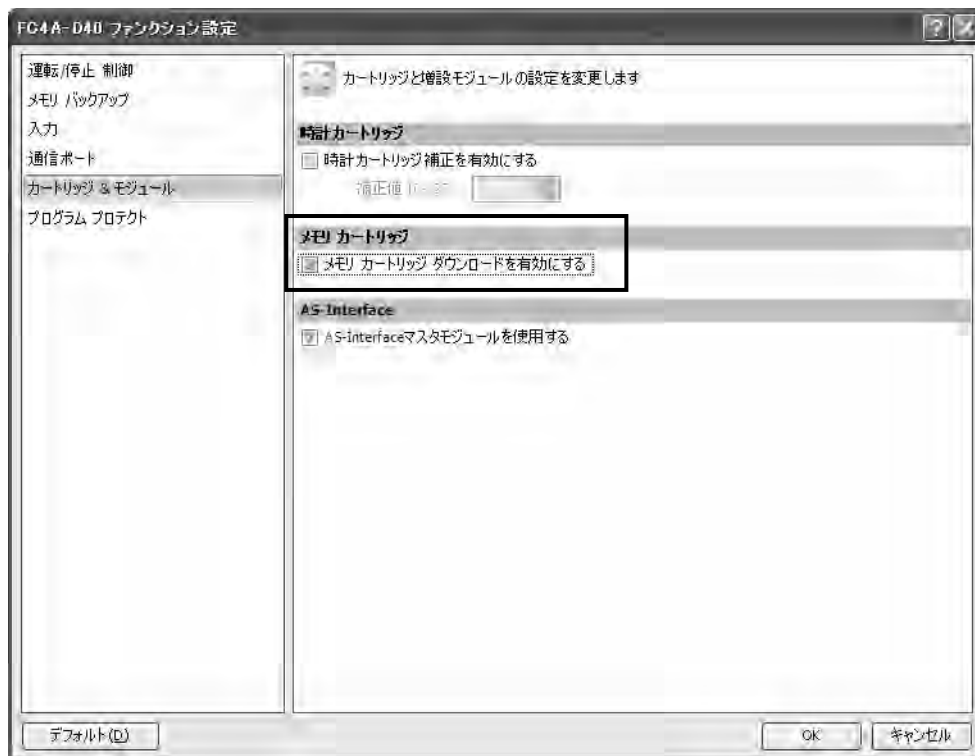 FC4A-D40 ファンクション設定
運転/停止 制御
メモリ バックアップ
入力
通信ボード
カートリッジ & モジュール
プログラム プロテクト
カートリッジと増設モジュールの設定を変更します
時計カートリッジ
時計カートリッジ補正を有効にする
補正値
メモリ カートリッジ
メモリ カートリッジ ダウンロードを有効にする
AS-Interface
AS-Interfaceマスタモジュールを使用する
デフォルト(D)
OK
キャンセル